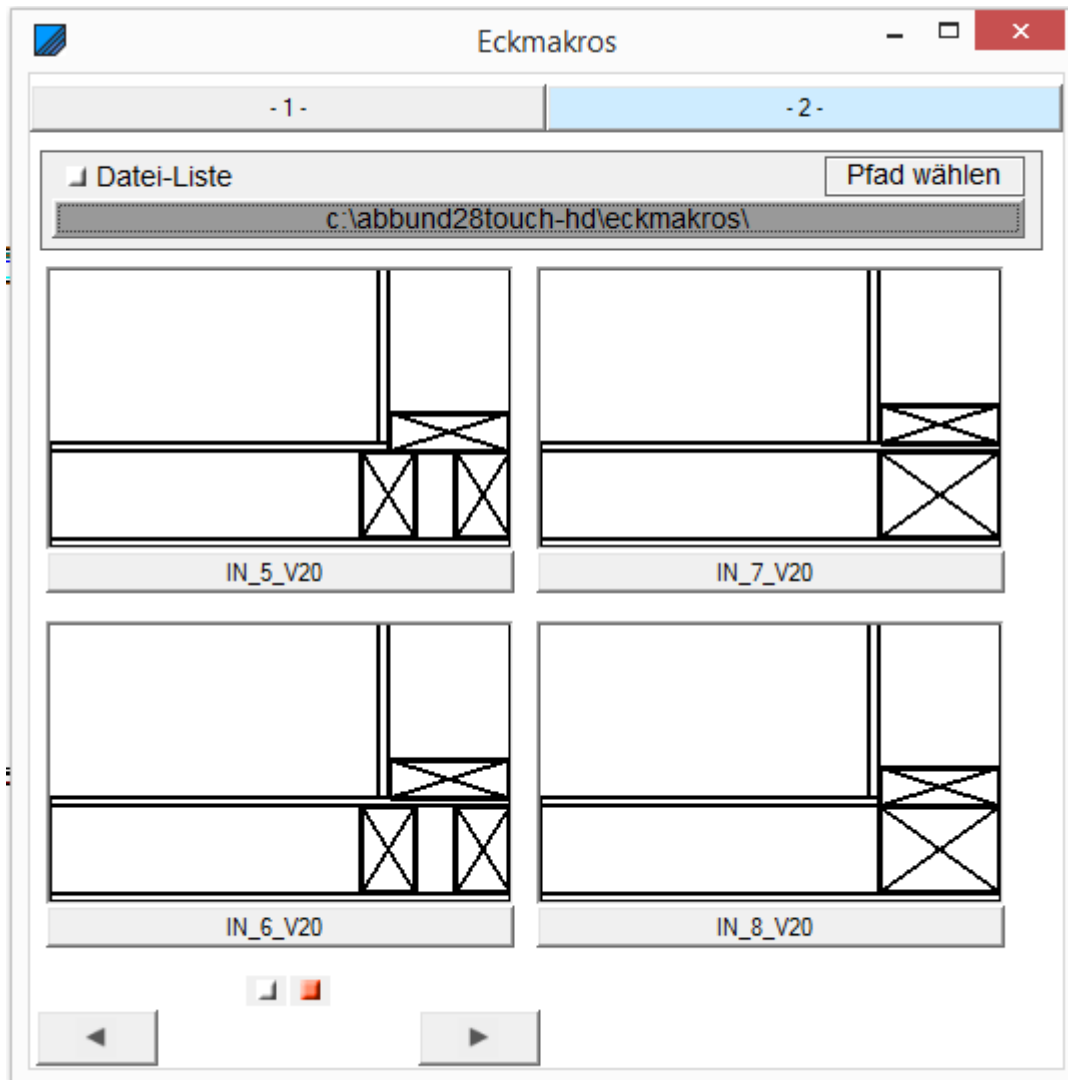 Eckmakros
- 1 -
- 2 -
Datei-Liste
Pfad wählen
c:\abbund28touch-hd\eckmakros\
IN_5_V20
IN_7_V20
IN_6_V20
IN_8_V20